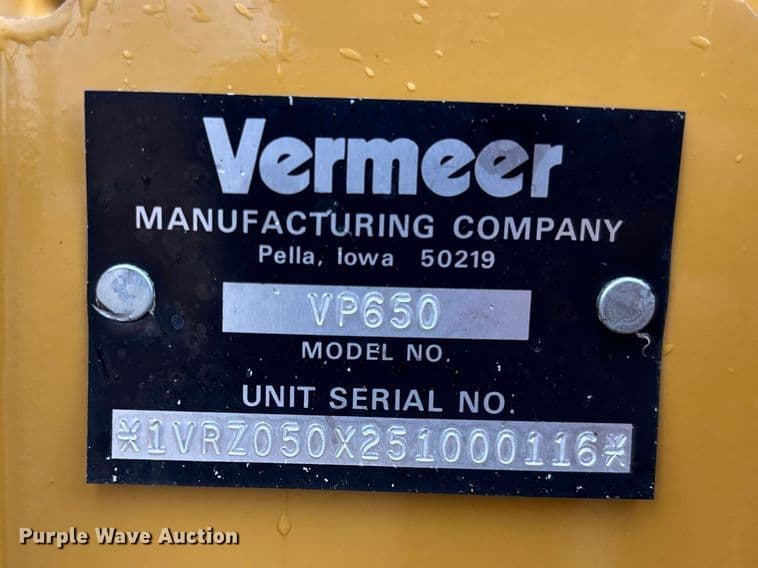 Vermeer
MANUFACTURING COMPANY
Pella, Iowa 50219
VP650
MODEL NO.
UNIT SERIAL NO.
*1VRZ050X251000116*
Purple Wave Auction